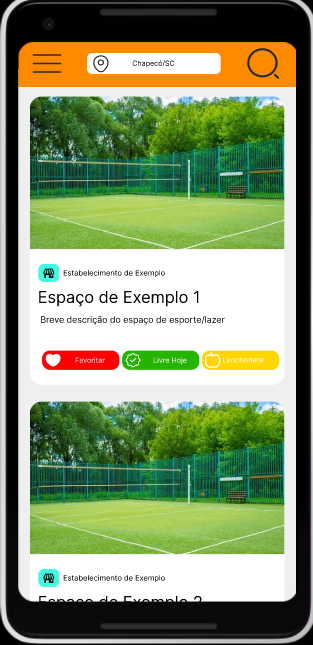 Chapecó/SC
Estabelecimento de Exemplo
Espaço de Exemplo 1
Breve descrição do espaço de esporte/lazer
Favoritar
Livre Hoje
Lanchonete
Estabelecimento de Exemplo
Espaço de Exemplo 2